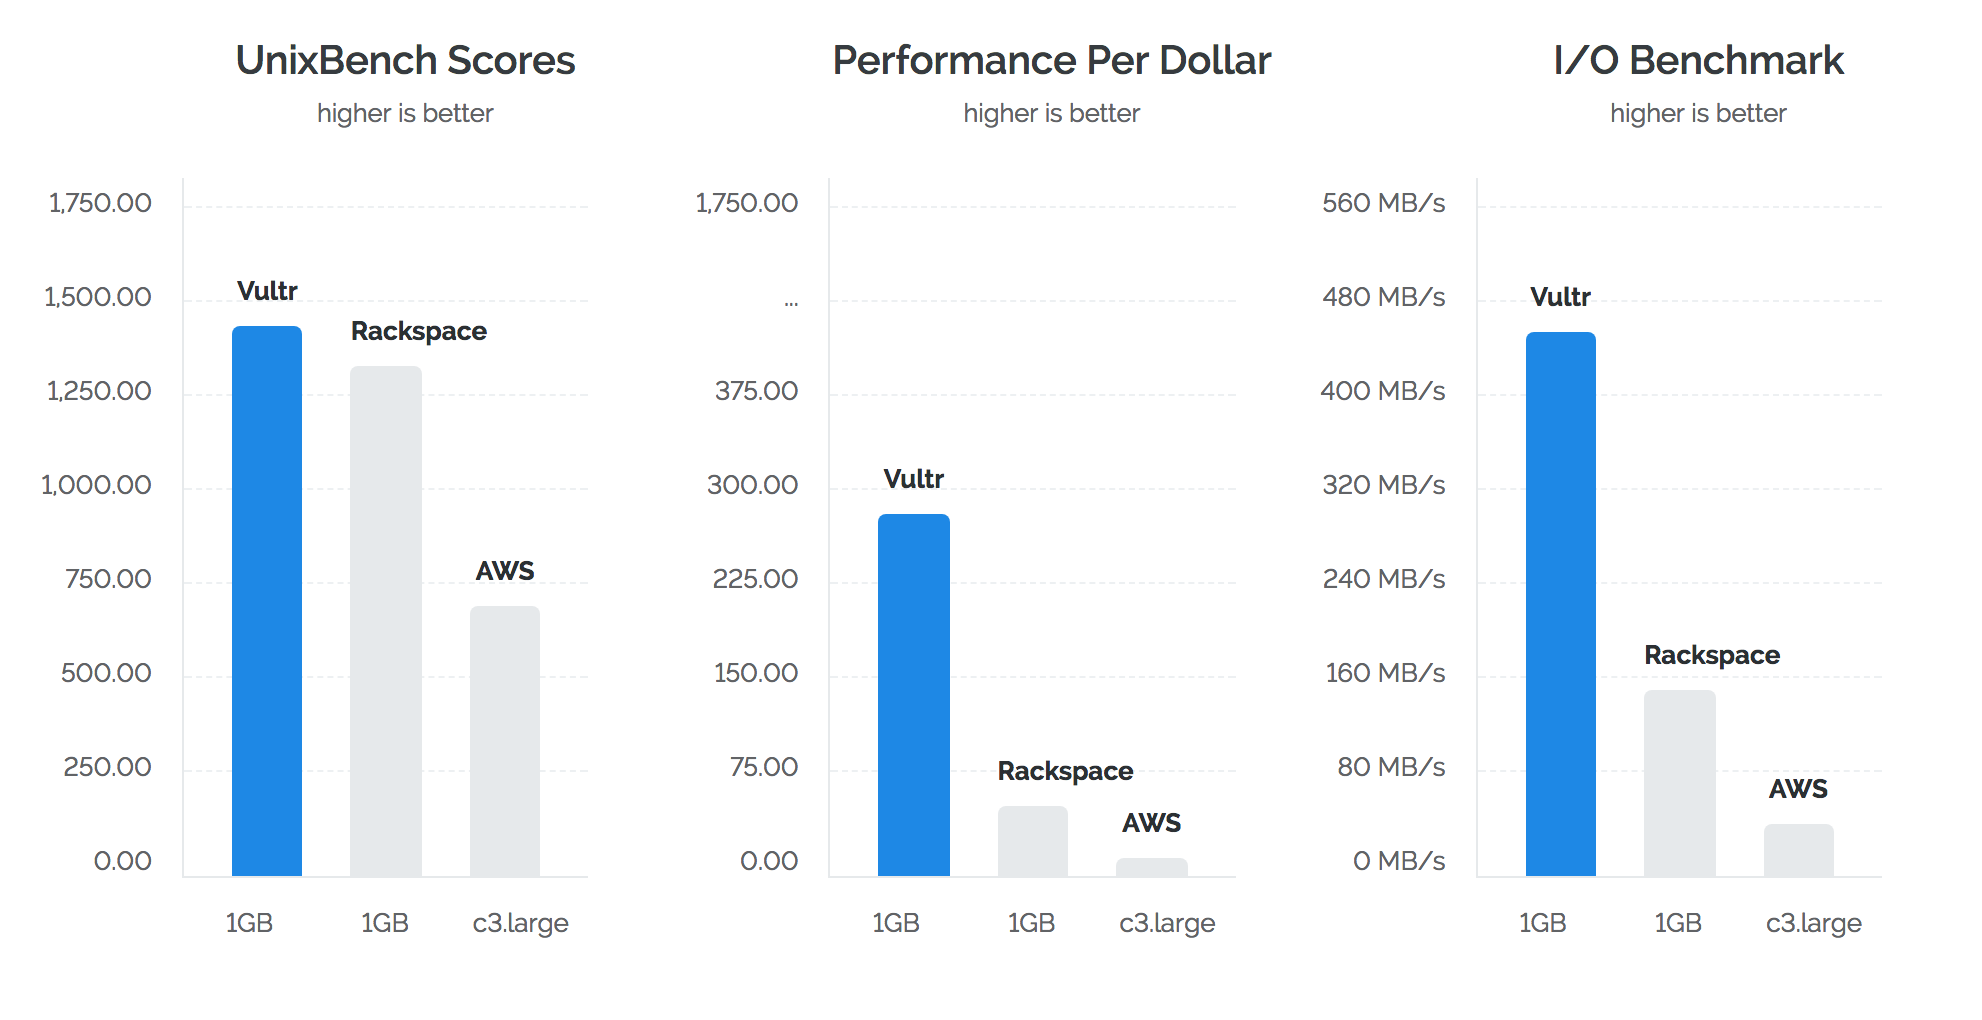 UnixBench Scores
higher is better
1,750.00
1,500.00
1,250.00
1,000.00
750.00
500.00
250.00
0.00
Vultr
Rackspace
AWS
1GB
1GB
c3.large
Performance Per Dollar
higher is better
1,750.00
...
375.00
300.00
225.00
150.00
75.00
0.00
Vultr
Rackspace
AWS
1GB
1GB
c3.large
I/O Benchmark
higher is better
560 MB/s
480 MB/s
400 MB/s
320 MB/s
240 MB/s
160 MB/s
80 MB/s
0 MB/s
Vultr
Rackspace
AWS
1GB
1GB
c3.large